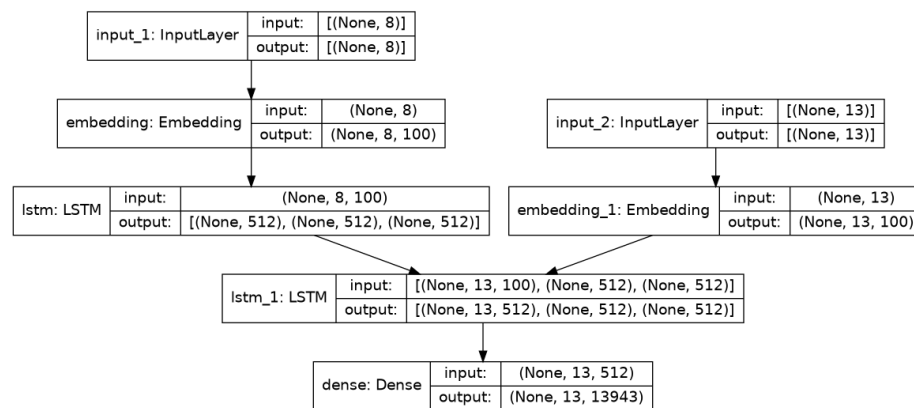 input_1: InputLayer
input: [(None, 8)]
output: [(None, 8)]
embedding: Embedding
input: (None, 8)
output: (None, 8, 100)
input_2: InputLayer
input: [(None, 13)]
output: [(None, 13)]
lstm: LSTM
input: (None, 8, 100)
output: [(None, 512), (None, 512), (None, 512)]
embedding_1: Embedding
input: (None, 13)
output: (None, 13, 100)
lstm_1: LSTM
input: [(None, 13, 100), (None, 512), (None, 512)]
output: [(None, 13, 512), (None, 512), (None, 512)]
dense: Dense
input: (None, 13, 512)
output: (None, 13, 13943)